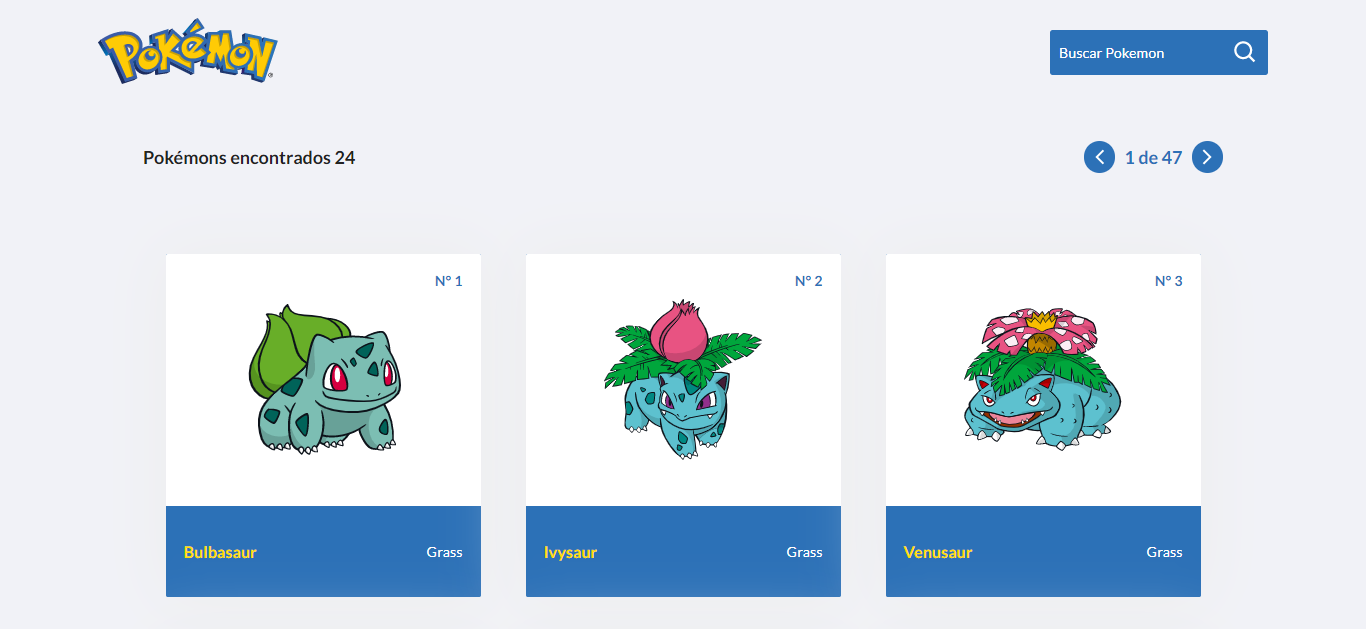 Pokémon
Buscar Pokemon
Pokémons encontrados 24
1 de 47
N° 1
N° 2
N° 3
Bulbasaur
Grass
Ivysaur
Grass
Venusaur
Grass